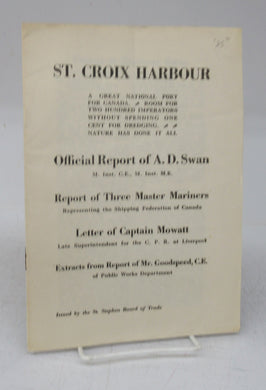 ST. CROIX HARBOUR
A GREAT NATIONAL PORT
FOR CANADA. ROOM FOR
TWO HUNDRED IMPERATORS
WITHOUT SPENDING ONE
CENT FOR DREDGING.
NATURE HAS DONE IT ALL
Official Report of A. D. Swan
M. Inst. C.E., M. Inst. M.E.
Report of Three Master Mariners
Representing the Shipping Federation of Canada
Letter of Captain Mowatt
Late Superintendent for the C. P. R. at Liverpool
Extracts from Report of Mr. Goodspeed, C.E.
of Public Works Department
Issued by the St. Stephen Board of Trade